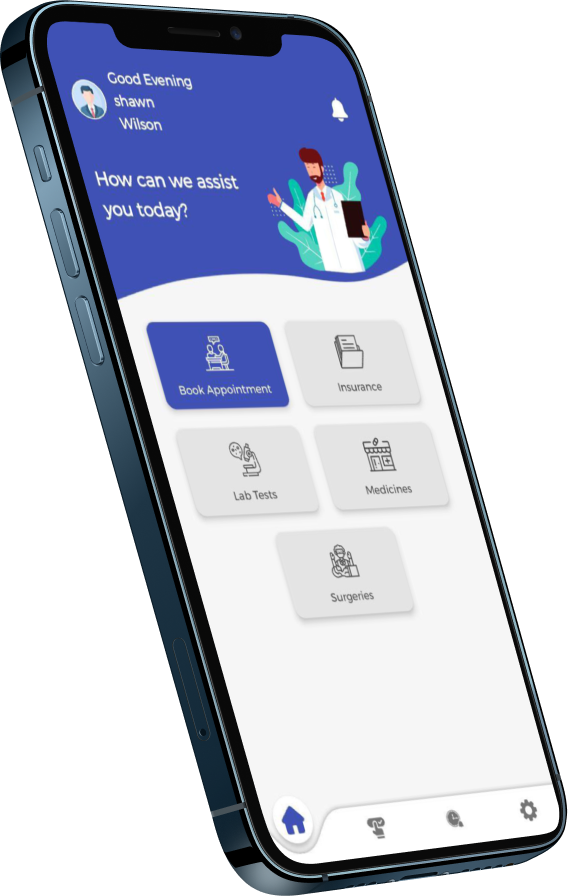 Good Evening
shawn
Wilson
How can we assist
you today?
Book Appointment
Insurance
Lab Tests
Medicines
Surgeries